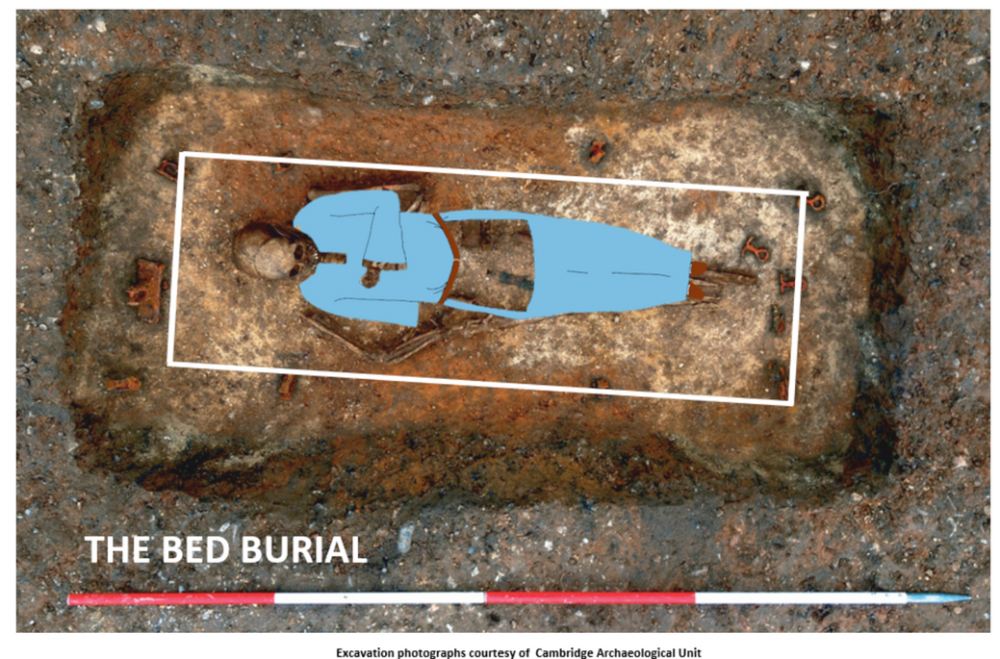 THE BED BURIAL
Excavation photographs courtesy of Cambridge Archaeological Unit